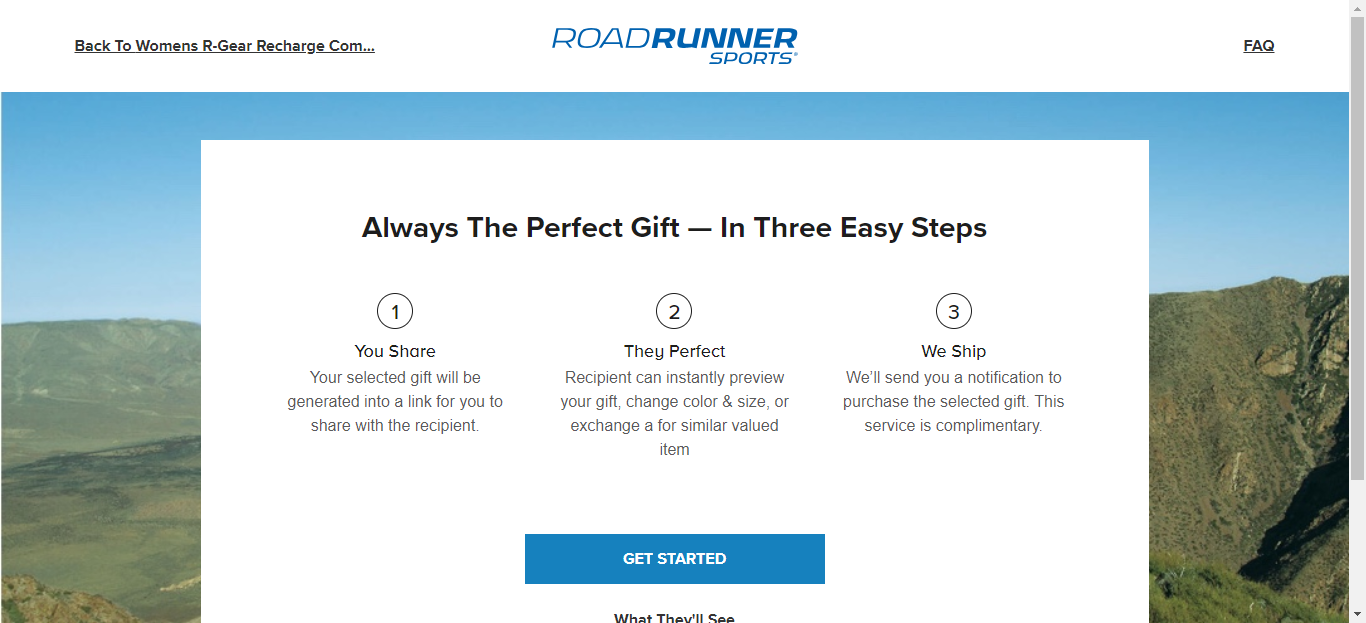 Back To Womens R-Gear Recharge Com...
ROADRUNNER
SPORTS®
FAQ
Always The Perfect Gift — In Three Easy Steps
1
You Share
Your selected gift will be
generated into a link for you to
share with the recipient.
2
They Perfect
Recipient can instantly preview
your gift, change color & size, or
exchange a for similar valued
item
3
We Ship
We'll send you a notification to
purchase the selected gift. This
service is complimentary.
GET STARTED
What They'll See